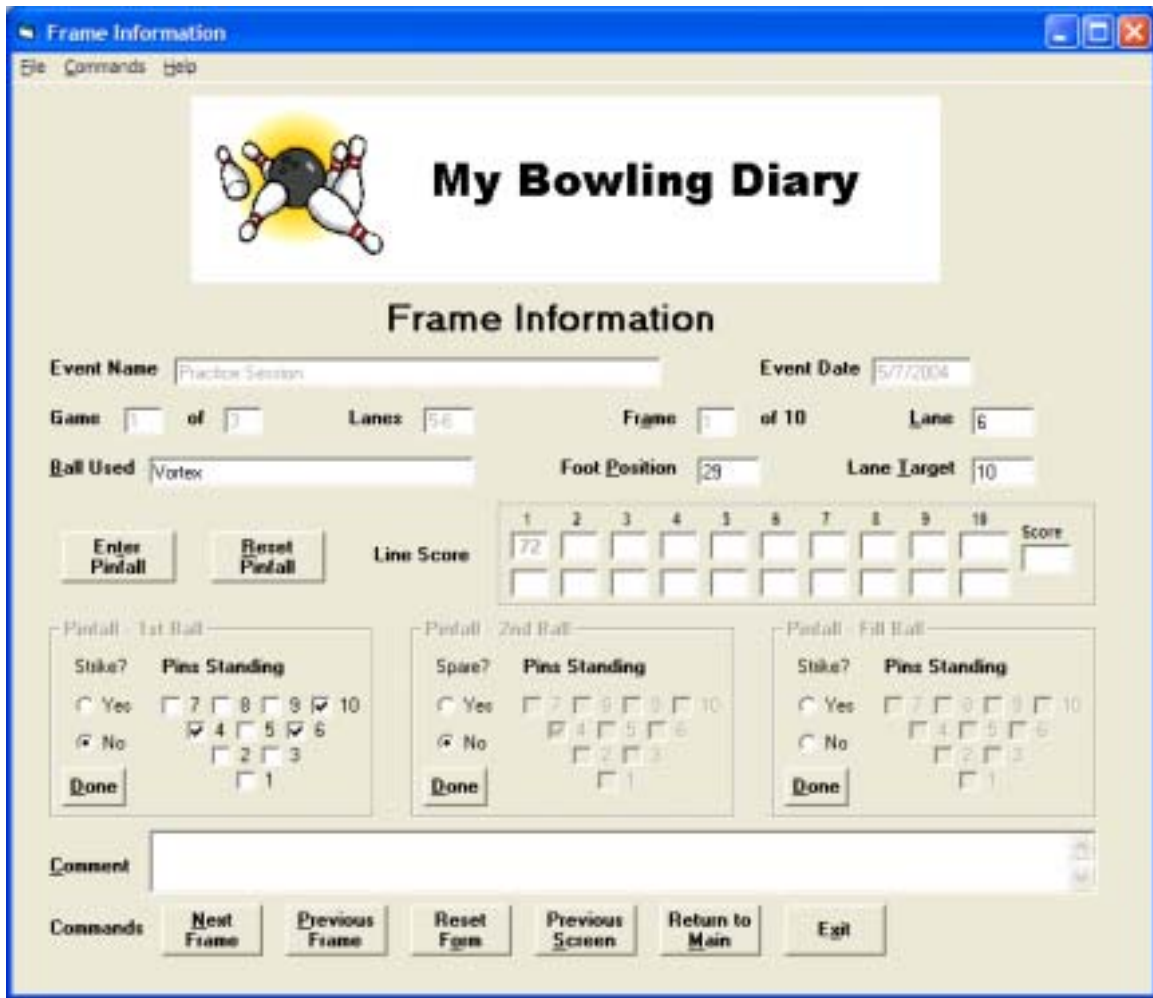 Frame Information
File Commands Help
My Bowling Diary
Frame Information
Event Name Practice Session Event Date 5/7/2004
Game 1 of 3 Lanes 5-6 Frame 1 of 10 Lane 6
Ball Used Vortex Foot Position 29 Lane Target 10
Enter Pinfall Reset Pinfall Line Score 1 2 3 4 5 6 7 8 9 10 Score
72
Pinfall - 1st Ball Pinfall - 2nd Ball Pinfall - Fill Ball
Strike? Pins Standing Spare? Pins Standing Strike? Pins Standing
Yes 7 8 9 10 Yes 7 8 9 10 Yes 7 8 9 10
4 5 6 4 5 6 4 5 6
No 2 3 No 2 3 No 2 3
Done 1 Done 1 Done 1
Comment
Commands Next Frame Previous Frame Reset Form Previous Screen Return to Main Exit